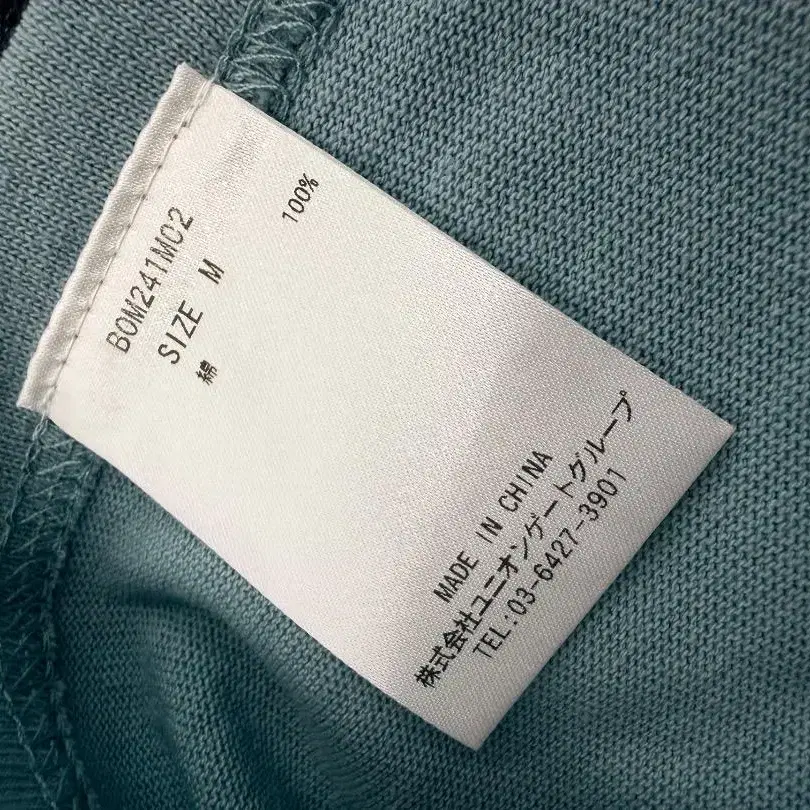 BOM241MC2
SIZE M
綿 100%
MADE IN CHINA
株式会社ユニオンゲートグループ
TEL:03-6427-3901